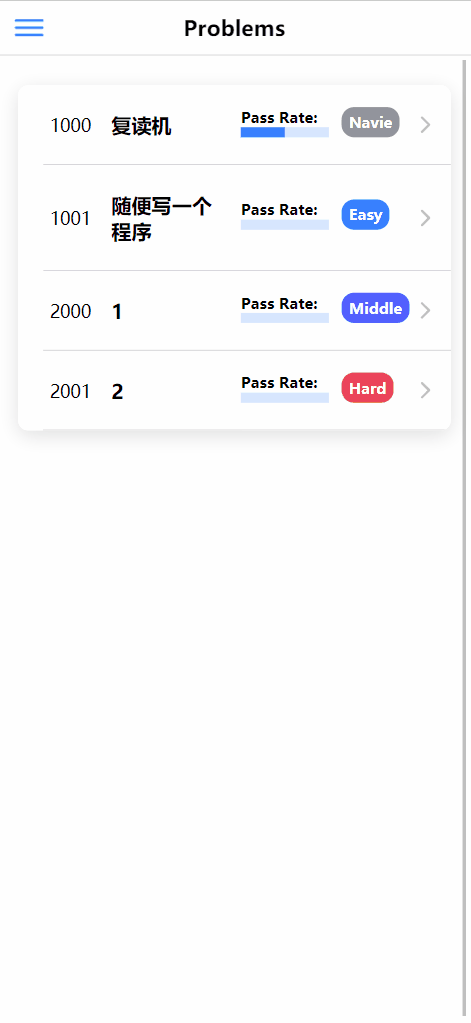 Problems
1000 复读机 Pass Rate: Navie
1001 随便写一个 Pass Rate: Easy
程序
2000 1 Pass Rate: Middle
2001 2 Pass Rate: Hard